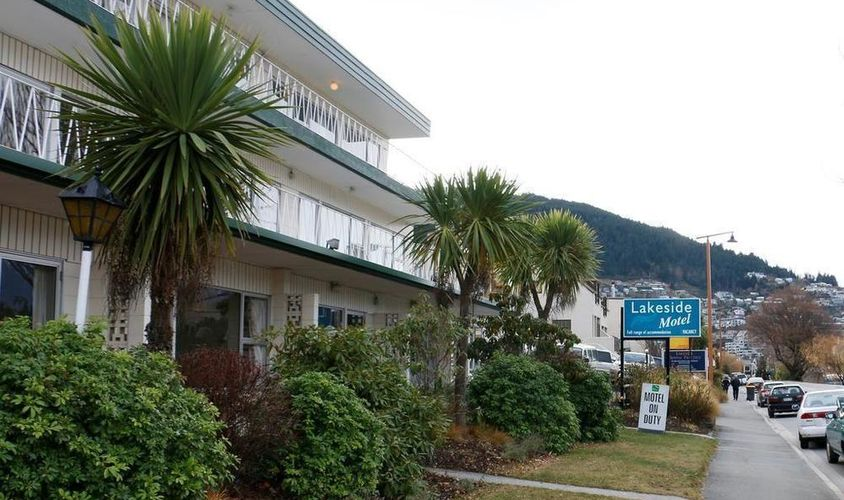 Lakeside
Motel
Full range of accommodation
VACANCY
MOTEL
ON
DUTY